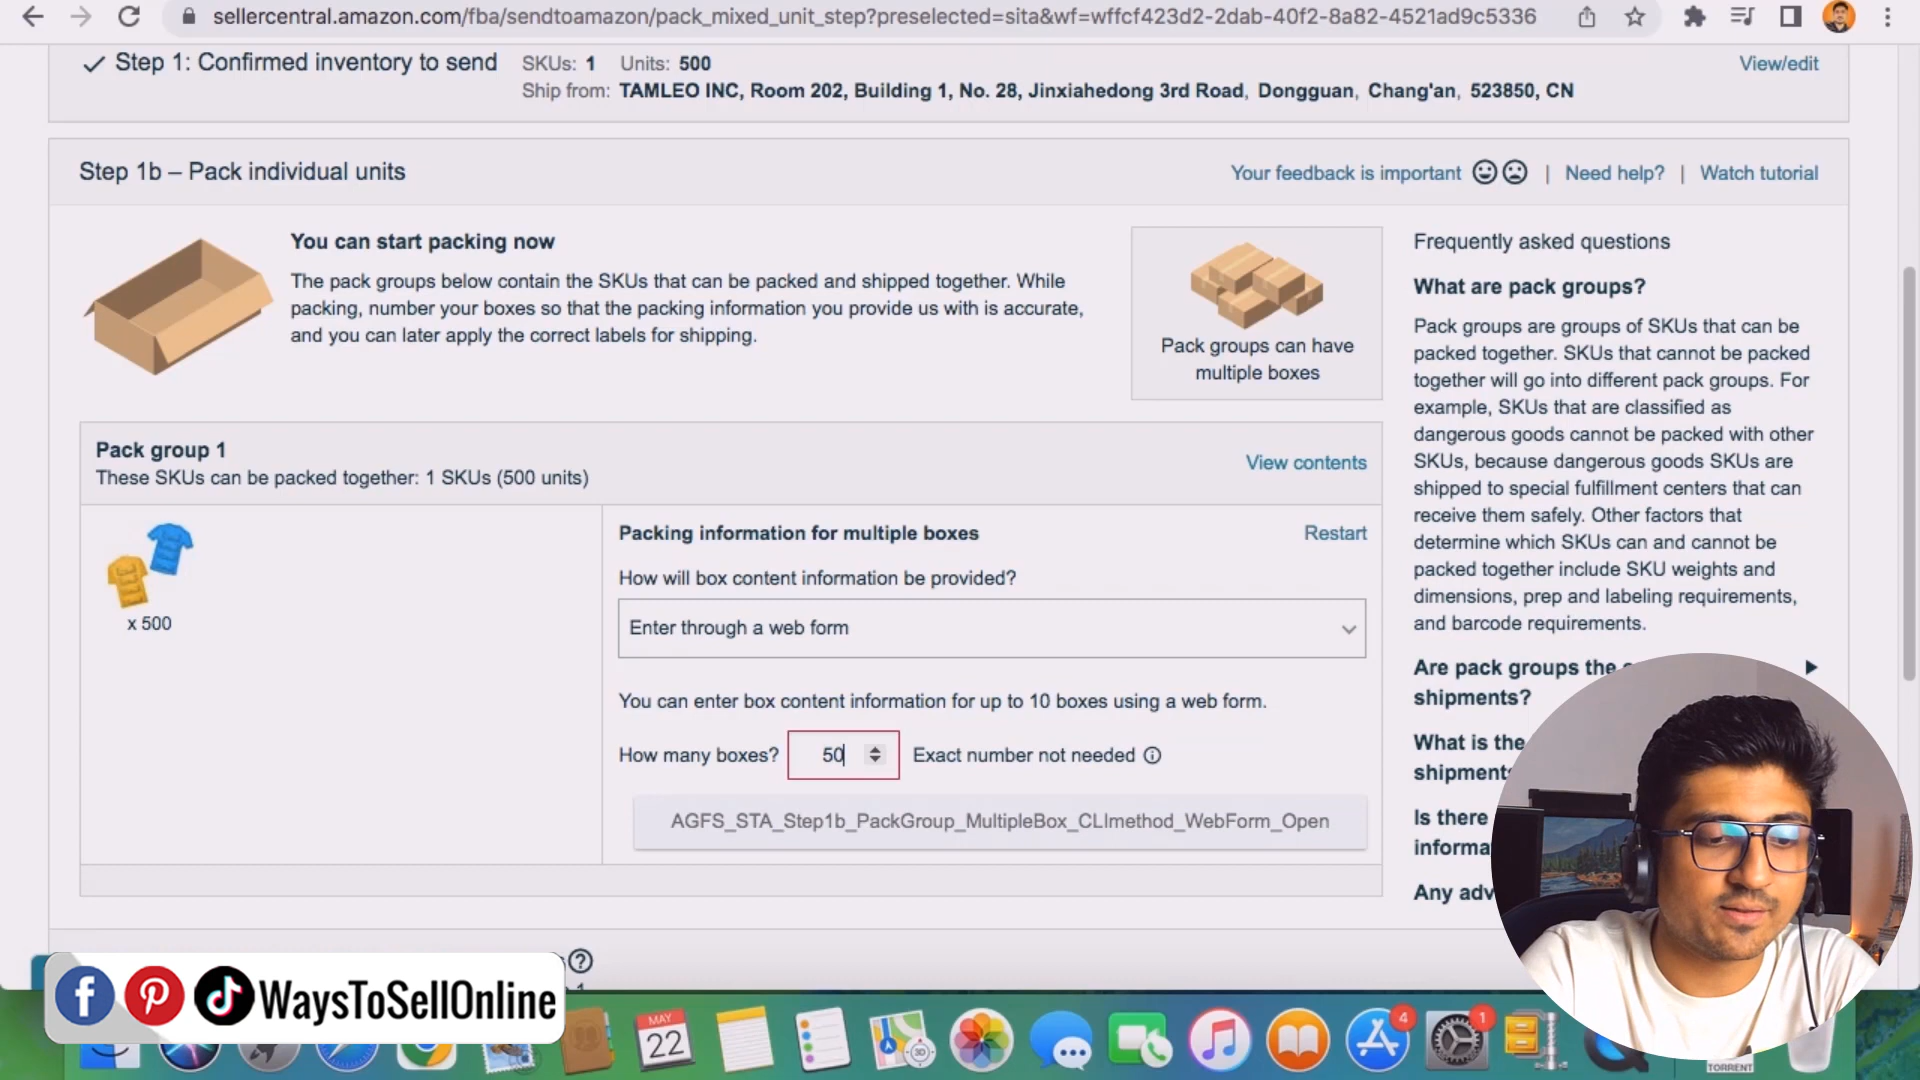 sellercentral.amazon.com/fba/sendtoamazon/pack_mixed_unit_step?preselected=sita&wf=wffcf423d2-2dab-40f2-8a82-4521ad9c5336
Step 1: Confirmed inventory to send SKUs: 1 Units: 500 View/edit
Ship from: TAMLEO INC, Room 202, Building 1, No. 28, Jinxiahedong 3rd Road, Dongguan, Chang'an, 523850, CN
Step 1b – Pack individual units Your feedback is important | Need help? | Watch tutorial
You can start packing now
The pack groups below contain the SKUs that can be packed and shipped together. While
packing, number your boxes so that the packing information you provide us with is accurate,
and you can later apply the correct labels for shipping.
Pack groups can have
multiple boxes
Pack group 1
These SKUs can be packed together: 1 SKUs (500 units)
View contents
x 500
Packing information for multiple boxes Restart
How will box content information be provided?
Enter through a web form
You can enter box content information for up to 10 boxes using a web form.
How many boxes? 50 Exact number not needed
AGFS_STA_Step1b_PackGroup_MultipleBox_CLImethod_WebForm_Open
Frequently asked questions
What are pack groups?
Pack groups are groups of SKUs that can be
packed together. SKUs that cannot be packed
together will go into different pack groups. For
example, SKUs that are classified as
dangerous goods cannot be packed with other
SKUs, because dangerous goods SKUs are
shipped to special fulfillment centers that can
receive them safely. Other factors that
determine which SKUs can and cannot be
packed together include SKU weights and
dimensions, prep and labeling requirements,
and barcode requirements.
Are pack groups the
shipments?
What is the
shipments
Is there
informa
Any adv
WaysToSellOnline
MAY
22
3D
4
1
TORRENT